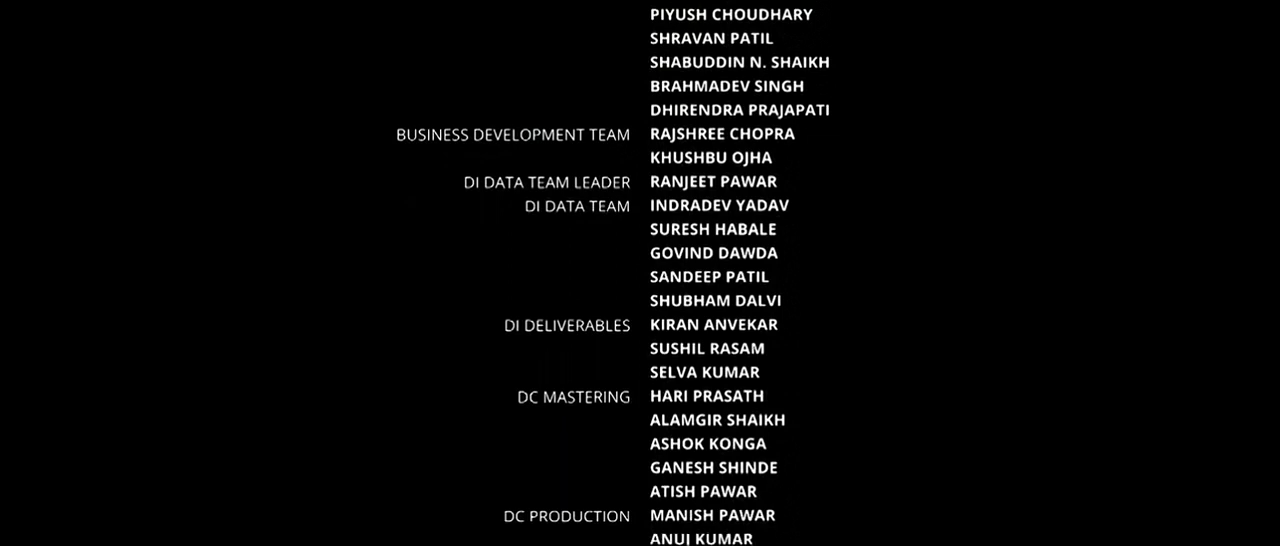 PIYUSH CHOUDHARY
SHRAVAN PATIL
SHABUDDIN N. SHAIKH
BRAHMADEV SINGH
DHIRENDRA PRAJAPATI
BUSINESS DEVELOPMENT TEAM RAJSHREE CHOPRA
KHUSHBU OJHA
DI DATA TEAM LEADER RANJEET PAWAR
DI DATA TEAM INDRADEV YADAV
SURESH HABALE
GOVIND DAWDA
SANDEEP PATIL
SHUBHAM DALVI
DI DELIVERABLES KIRAN ANVEKAR
SUSHIL RASAM
SELVA KUMAR
DC MASTERING HARI PRASATH
ALAMGIR SHAIKH
ASHOK KONGA
GANESH SHINDE
ATISH PAWAR
DC PRODUCTION MANISH PAWAR
ANUJ KUMAR